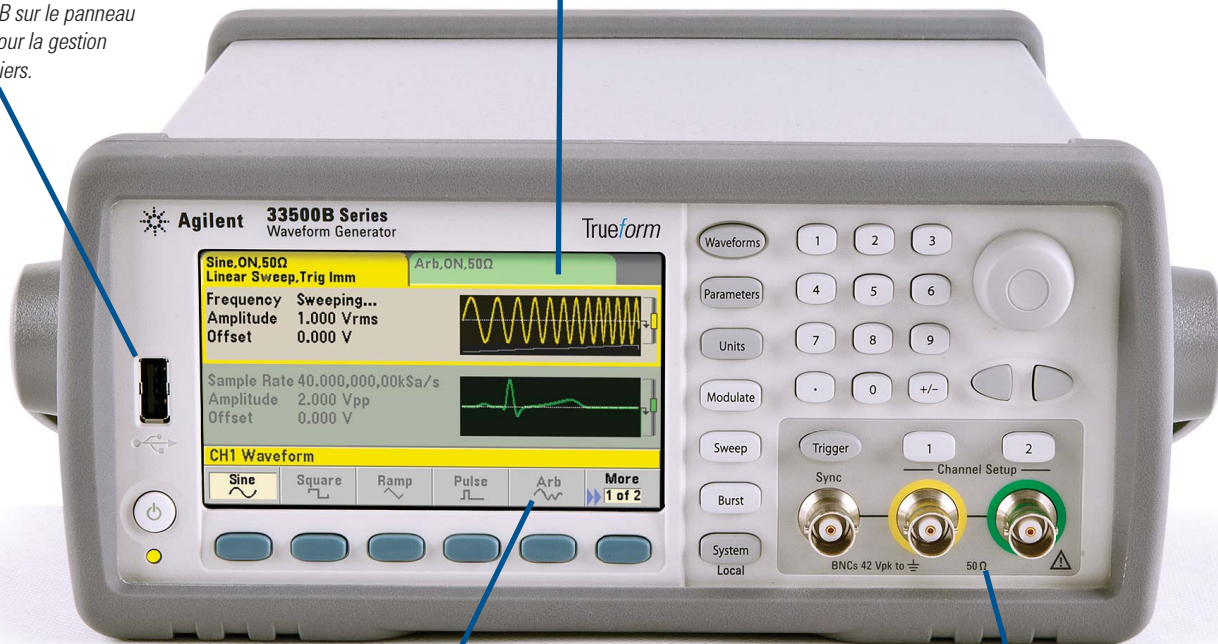 B sur le panneau
our la gestion
iers.
Agilent 33500B Series
Waveform Generator
Trueform
Sine,ON,50Ω
Linear Sweep,Trig Imm
Arb,ON,50Ω
Frequency Sweeping...
Amplitude 1.000 Vrms
Offset 0.000 V
Sample Rate 40.000,000,00kSa/s
Amplitude 2.000 Vpp
Offset 0.000 V
CH1 Waveform
Sine Square Ramp Pulse Arb More
1 of 2
Waveforms
Parameters
Units
Modulate
Sweep
Burst
System
Local
1 2 3
4 5 6
7 8 9
. 0 +/-
Trigger 1 2
Sync Channel Setup
BNCs 42 Vpk to 50 Ω